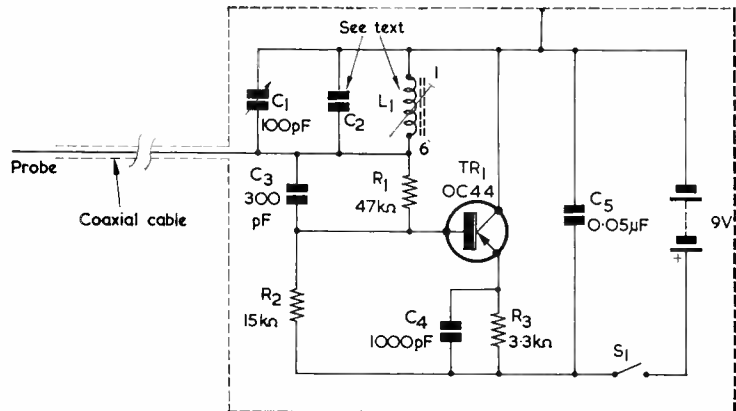 See text
1
C1
100pF
C2
L1
6
Probe
Coaxial cable
C3
300
pF
R1
47kΩ
TR1
OC44
C5
0·05μF
9V
+
R2
15kΩ
C4
1000pF
R3
3·3kΩ
S1